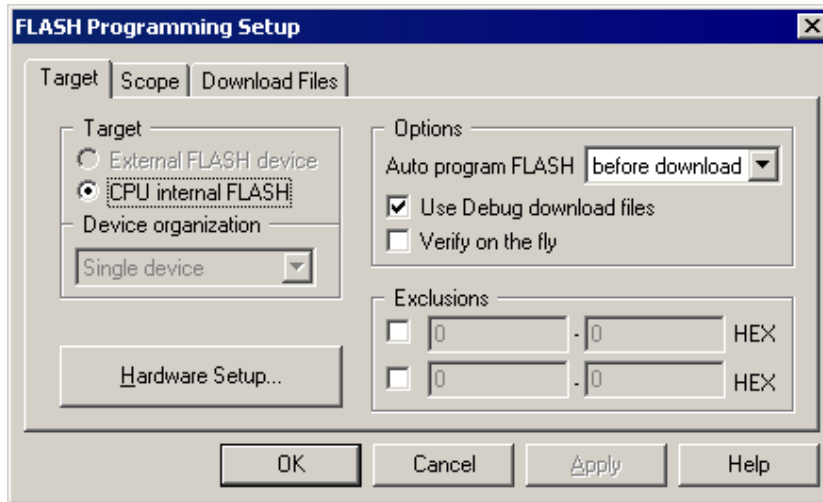 FLASH Programming Setup
Target
Scope
Download Files
Target
External FLASH device
CPU internal FLASH
Device organization
Single device
Hardware Setup...
Options
Auto program FLASH before download
Use Debug download files
Verify on the fly
Exclusions
0 - 0 HEX
0 - 0 HEX
OK
Cancel
Apply
Help